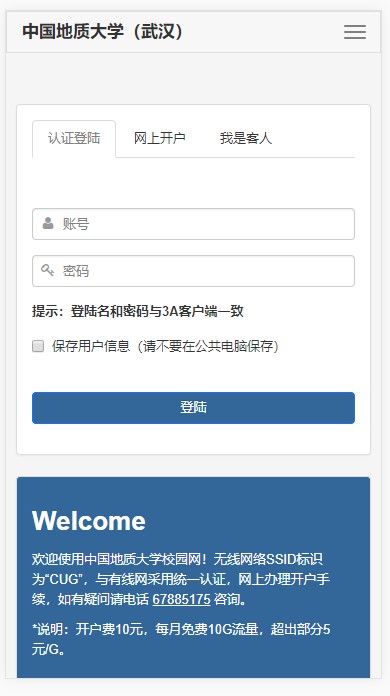 中国地质大学（武汉）
认证登陆 网上开户 我是客人
账号
密码
提示：登陆名和密码与3A客户端一致
保存用户信息（请不要在公共电脑保存）
登陆
Welcome
欢迎使用中国地质大学校园网！无线网络SSID标识
为“CUG”，与有线网采用统一认证，网上办理开户手
续，如有疑问请电话 67885175 咨询。
*说明：开户费10元，每月免费10G流量，超出部分5
元/G。